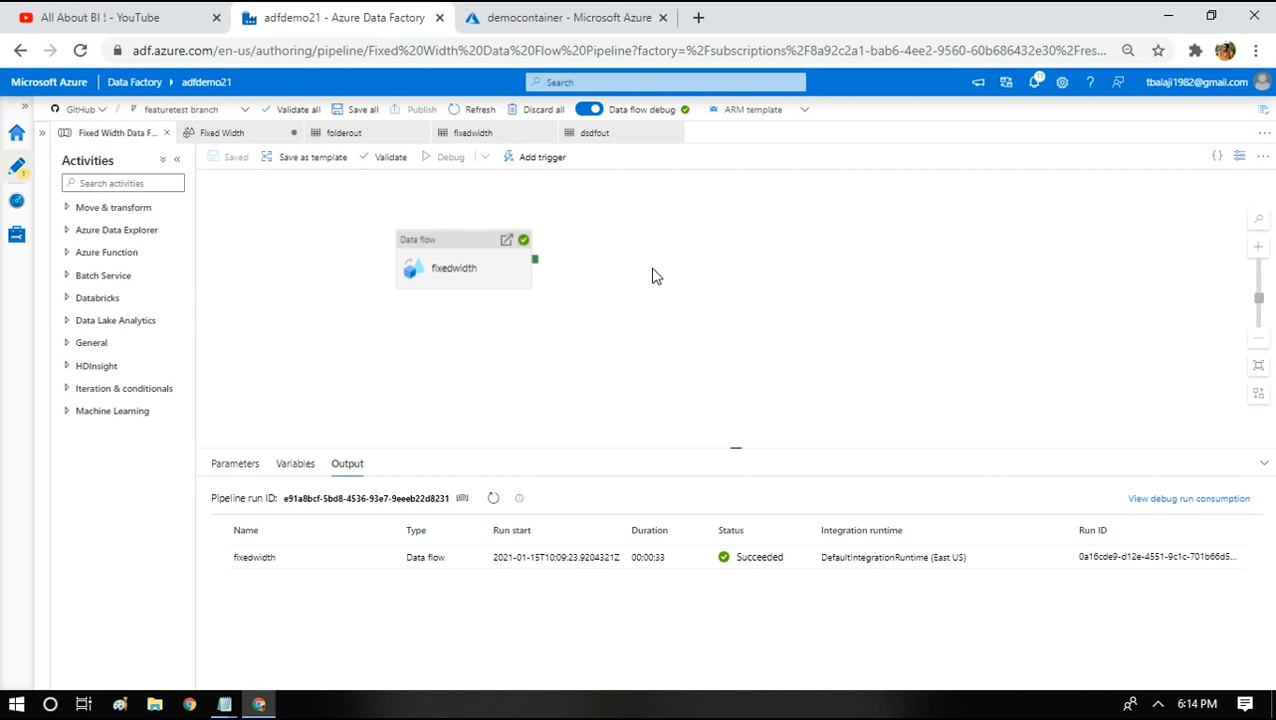 All About BI ! - YouTube
adfdemo21 - Azure Data Factory
democontainer - Microsoft Azure
adf.azure.com/en-us/authoring/pipeline/Fixed%20Width%20Data%20Flow%20Pipeline?factory=%2Fsubscriptions%2F8a92c2a1-bab6-4ee2-9560-60b686432e30%2Fres...
Microsoft Azure
Data Factory
adfdemo21
Search
11
tbalaji1982@gmail.com
GitHub
featuretest branch
Validate all
Save all
Publish
Refresh
Discard all
Data flow debug
ARM template
Fixed Width Data F...
Fixed Width
folderout
fixedwidth
dsdfout
Activities
Saved
Save as template
Validate
Debug
Add trigger
1
Search activities
Move & transform
Azure Data Explorer
Azure Function
Batch Service
Databricks
Data Lake Analytics
General
HDInsight
Iteration & conditionals
Machine Learning
Data flow
fixedwidth
Parameters
Variables
Output
Pipeline run ID: e91a8bcf-5bd8-4536-93e7-9eeeb22d8231
View debug run consumption
Name
Type
Run start
Duration
Status
Integration runtime
Run ID
fixedwidth
Data flow
2021-01-15T10:09:23.9204321Z
00:00:33
Succeeded
DefaultIntegrationRuntime (East US)
0a16cde9-d12e-4551-9c1c-701b66d5...
6:14 PM